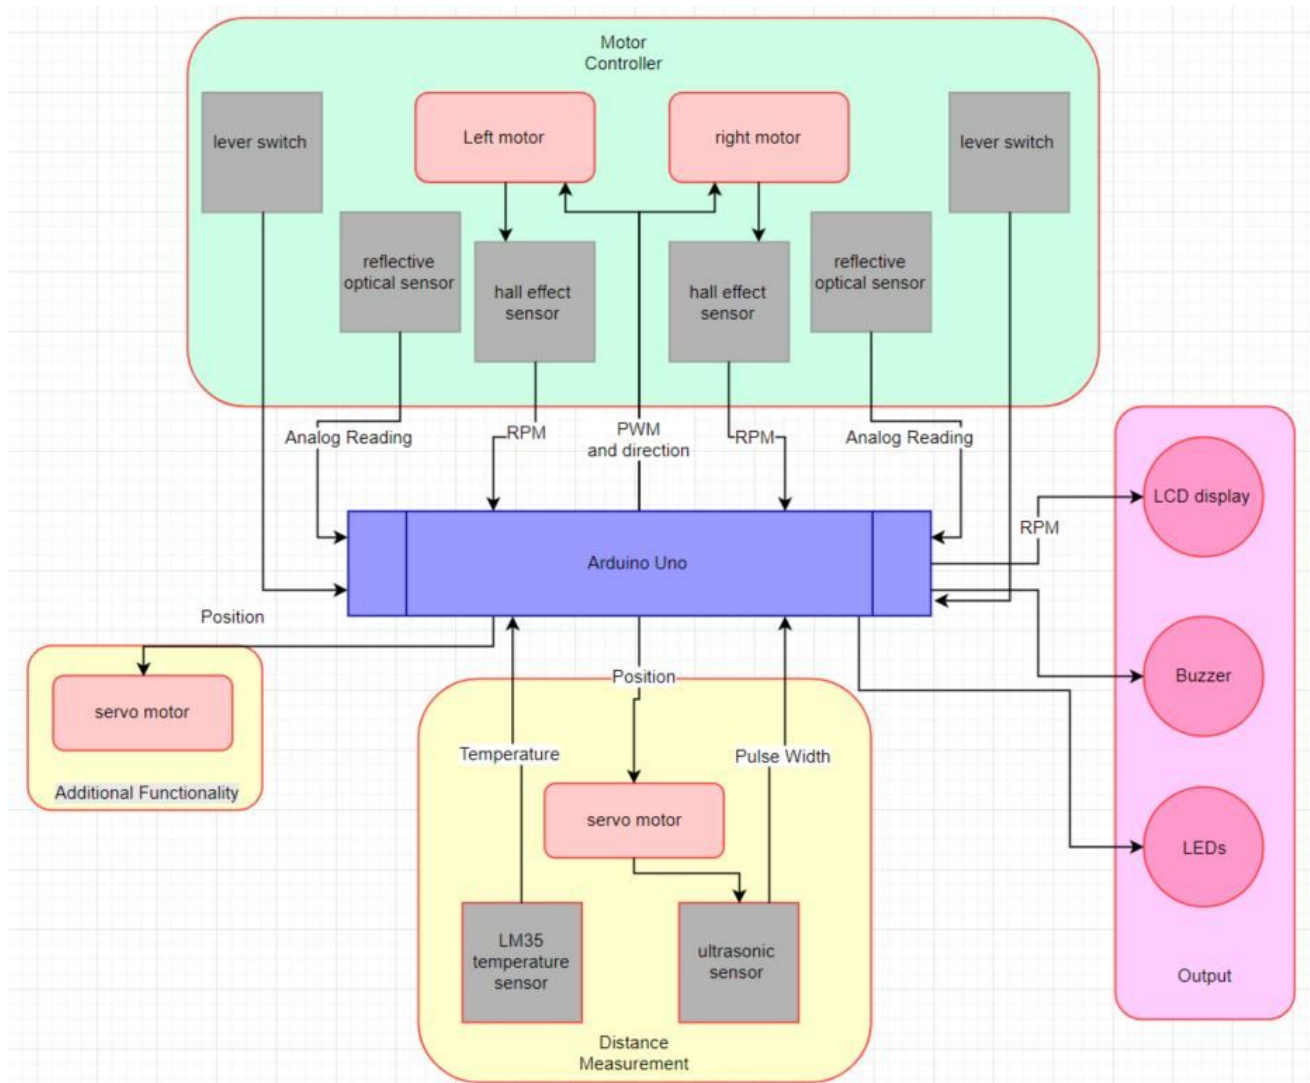 Motor
Controller
lever switch
Left motor
right motor
lever switch
reflective
optical sensor
hall effect
sensor
hall effect
sensor
reflective
optical sensor
Analog Reading
RPM
PWM
and direction
RPM
Analog Reading
LCD display
RPM
Arduino Uno
Position
Position
Buzzer
servo motor
Additional Functionality
Temperature
Pulse Width
servo motor
LEDs
LM35
temperature
sensor
ultrasonic
sensor
Output
Distance
Measurement